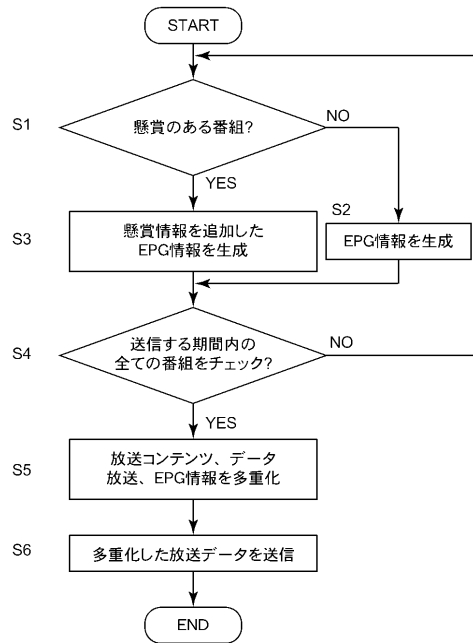 START
S1
懸賞のある番組?
NO
YES
S2
S3
懸賞情報を追加した
EPG情報を生成
EPG情報を生成
S4
送信する期間内の
全ての番組をチェック?
NO
YES
S5
放送コンテンツ、データ
放送、EPG情報を多重化
S6
多重化した放送データを送信
END